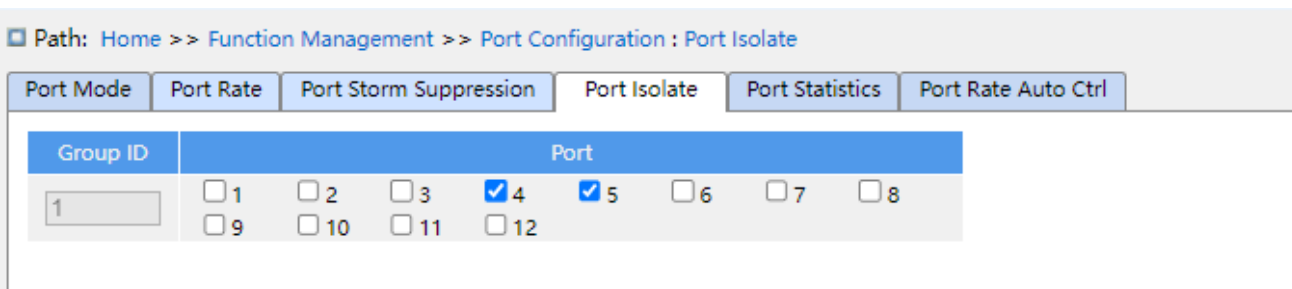 Path: Home >> Function Management >> Port Configuration : Port Isolate
Port Mode Port Rate Port Storm Suppression Port Isolate Port Statistics Port Rate Auto Ctrl
Group ID Port
1 1 2 3 4 5 6 7 8
9 10 11 12